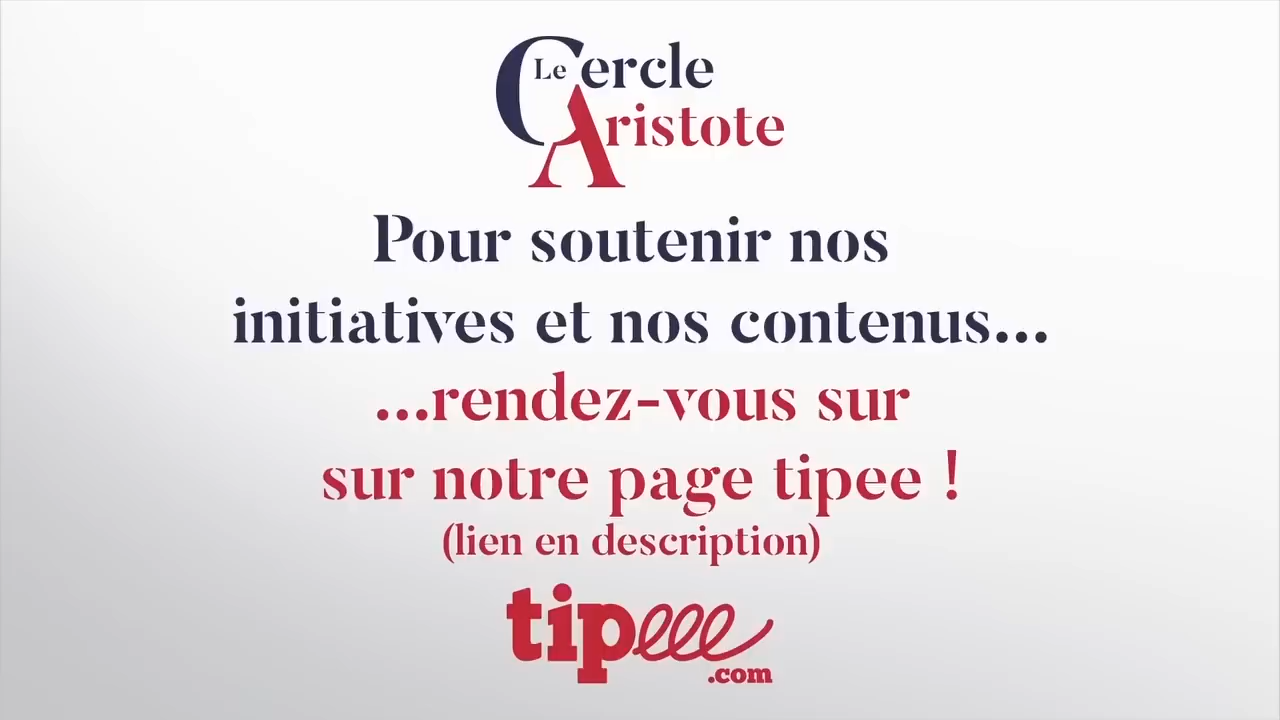 Le Cercle
Aristote
Pour soutenir nos
initiatives et nos contenus...
...rendez-vous sur
sur notre page tipee !
(lien en description)
tipeee
.com